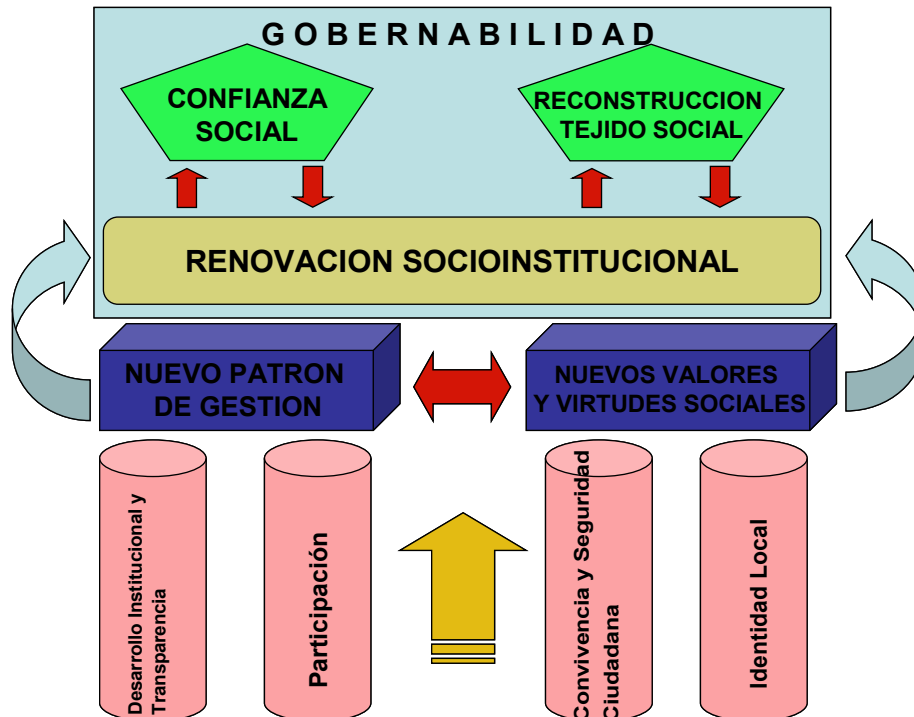 GOBERNABILIDAD
CONFIANZA
SOCIAL
RECONSTRUCCION
TEJIDO SOCIAL
RENOVACION SOCIOINSTITUCIONAL
NUEVO PATRON
DE GESTION
NUEVOS VALORES
Y VIRTUDES SOCIALES
Desarrollo Institucional y
Transparencia
Participación
Convivencia y Seguridad
Ciudadana
Identidad Local